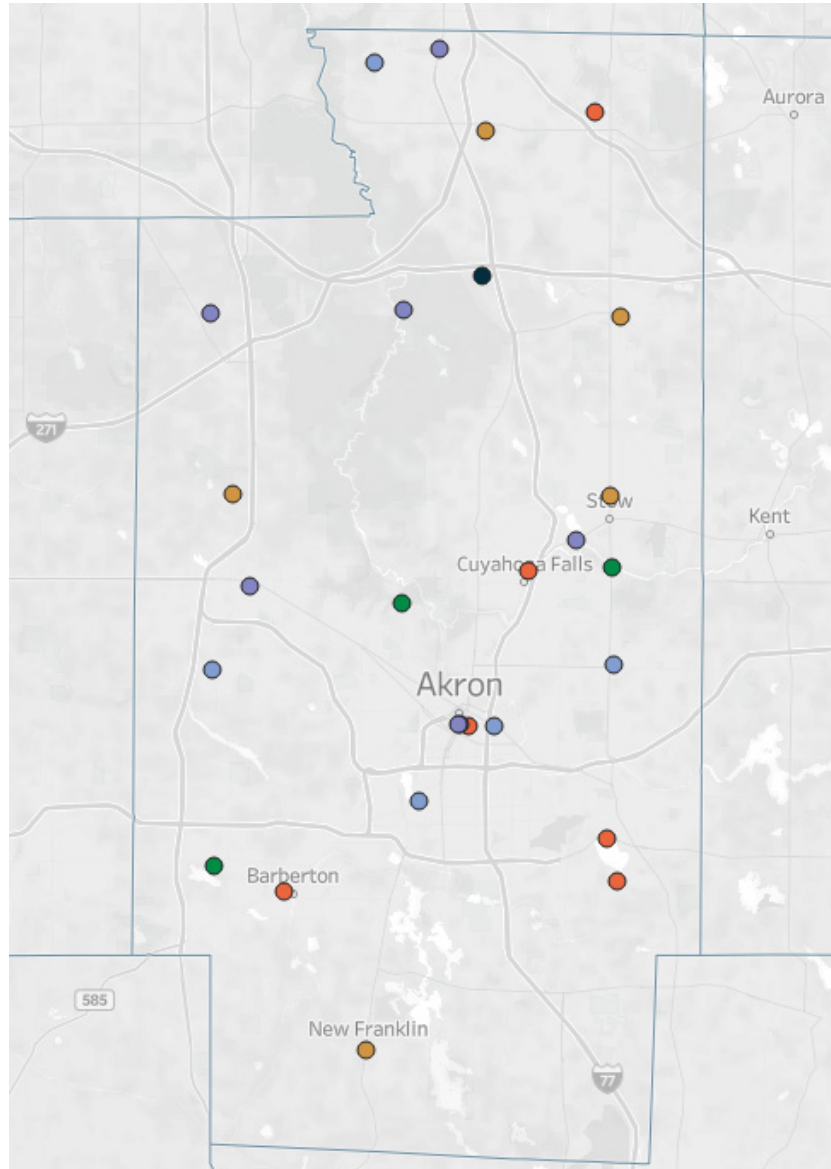 Aurora
271
Stow
Kent
Cuyahoga Falls
Akron
Barberton
585
New Franklin
77